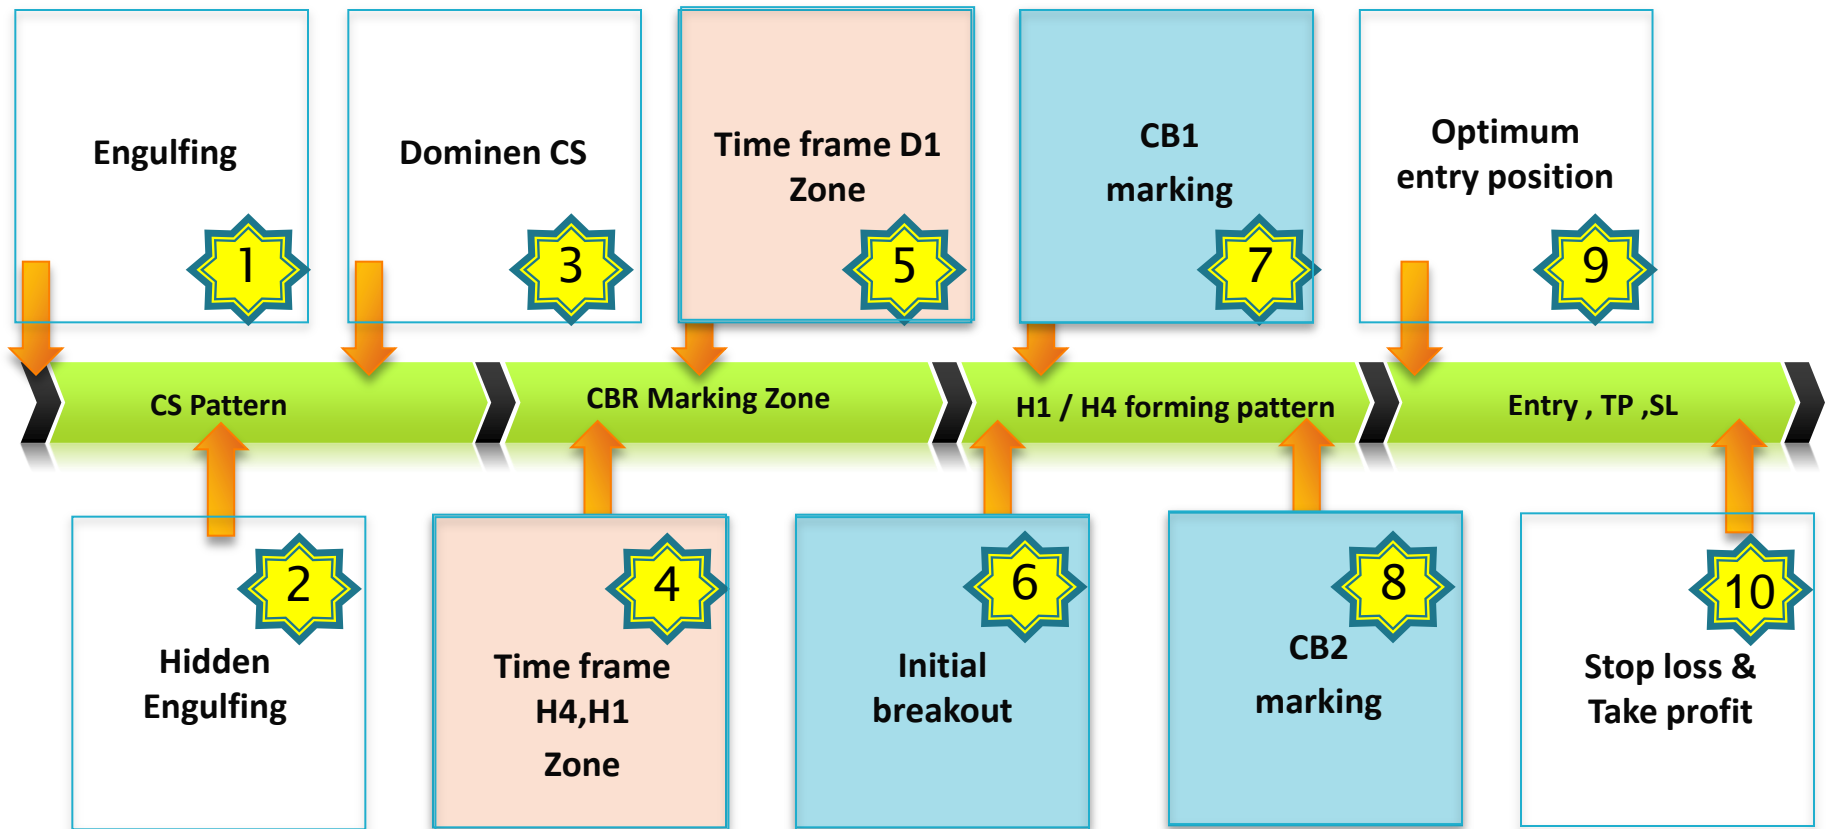 Engulfing
1
Dominen CS
3
Time frame D1
Zone
5
CB1
marking
7
Optimum
entry position
9
CS Pattern
CBR Marking Zone
H1 / H4 forming pattern
Entry , TP ,SL
2
Hidden
Engulfing
4
Time frame
H4,H1
Zone
6
Initial
breakout
8
CB2
marking
10
Stop loss &
Take profit